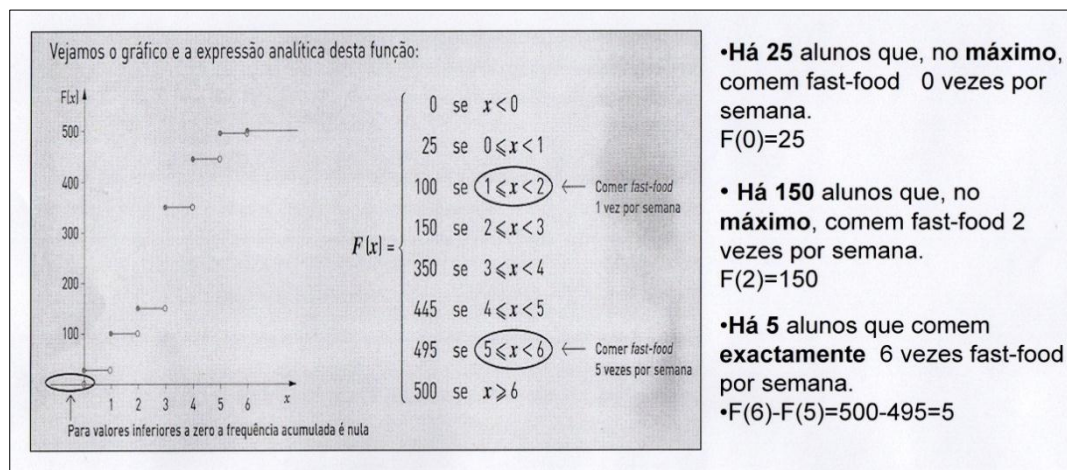 Vejamos o gráfico e a expressão analítica desta função:
F(x)
500
400
300
200
100
1 2 3 4 5 6 x
Para valores inferiores a zero a frequência acumulada é nula
F(x) =
0 se x < 0
25 se 0 ⩽ x < 1
100 se 1 ⩽ x < 2 ← Comer fast-food
1 vez por semana
150 se 2 ⩽ x < 3
350 se 3 ⩽ x < 4
445 se 4 ⩽ x < 5
495 se 5 ⩽ x < 6 ← Comer fast-food
5 vezes por semana
500 se x ⩾ 6
•Há 25 alunos que, no máximo,
comem fast-food 0 vezes por
semana.
F(0)=25
• Há 150 alunos que, no
máximo, comem fast-food 2
vezes por semana.
F(2)=150
•Há 5 alunos que comem
exactamente 6 vezes fast-food
por semana.
•F(6)-F(5)=500-495=5